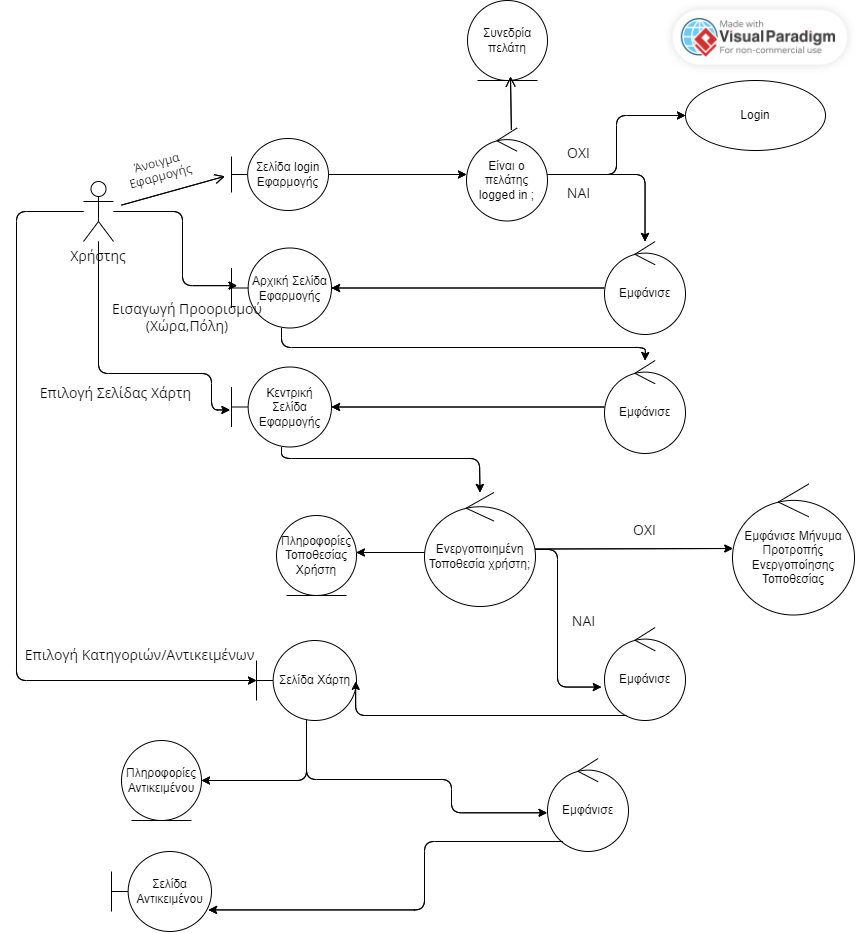 Συνεδρία
πελάτη
Made with
VisualParadigm
For non-commercial use
Login
Άνοιγμα
Εφαρμογής
Σελίδα login
Εφαρμογής
Είναι ο
πελάτης
logged in ;
ΟΧΙ
ΝΑΙ
Χρήστης
Αρχική Σελίδα
Εφαρμογής
Εμφάνισε
Εισαγωγή Προορισμού
(Χώρα,Πόλη)
Επιλογή Σελίδας Χάρτη
Κεντρική
Σελίδα
Εφαρμογής
Εμφάνισε
Πληροφορίες
Τοποθεσίας
Χρήστη
Ενεργοποιημένη
Τοποθεσία χρήστη;
ΟΧΙ
Εμφάνισε Μήνυμα
Προτροπής
Ενεργοποίησης
Τοποθεσίας
ΝΑΙ
Επιλογή Κατηγοριών/Αντικειμένων
Σελίδα Χάρτη
Εμφάνισε
Πληροφορίες
Αντικειμένου
Εμφάνισε
Σελίδα
Αντικειμένου